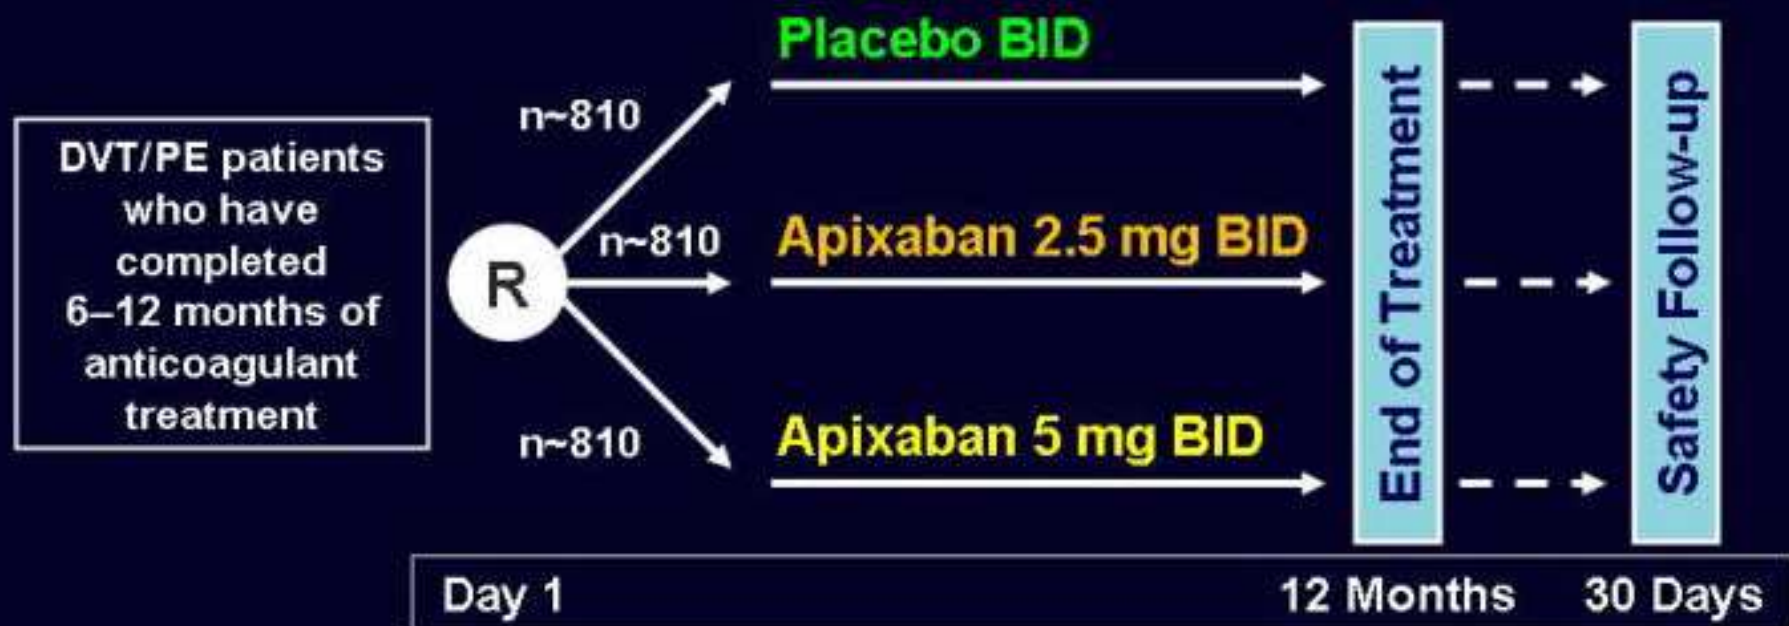 DVT/PE patients
who have
completed
6–12 months of
anticoagulant
treatment
R
n~810
n~810
n~810
Placebo BID
Apixaban 2.5 mg BID
Apixaban 5 mg BID
End of Treatment
Safety Follow-up
Day 1
12 Months
30 Days